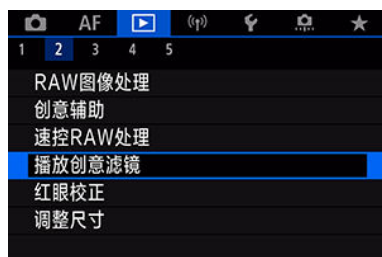 AF
1 2 3 4 5
RAW图像处理
创意辅助
速控RAW处理
播放创意滤镜
红眼校正
调整尺寸